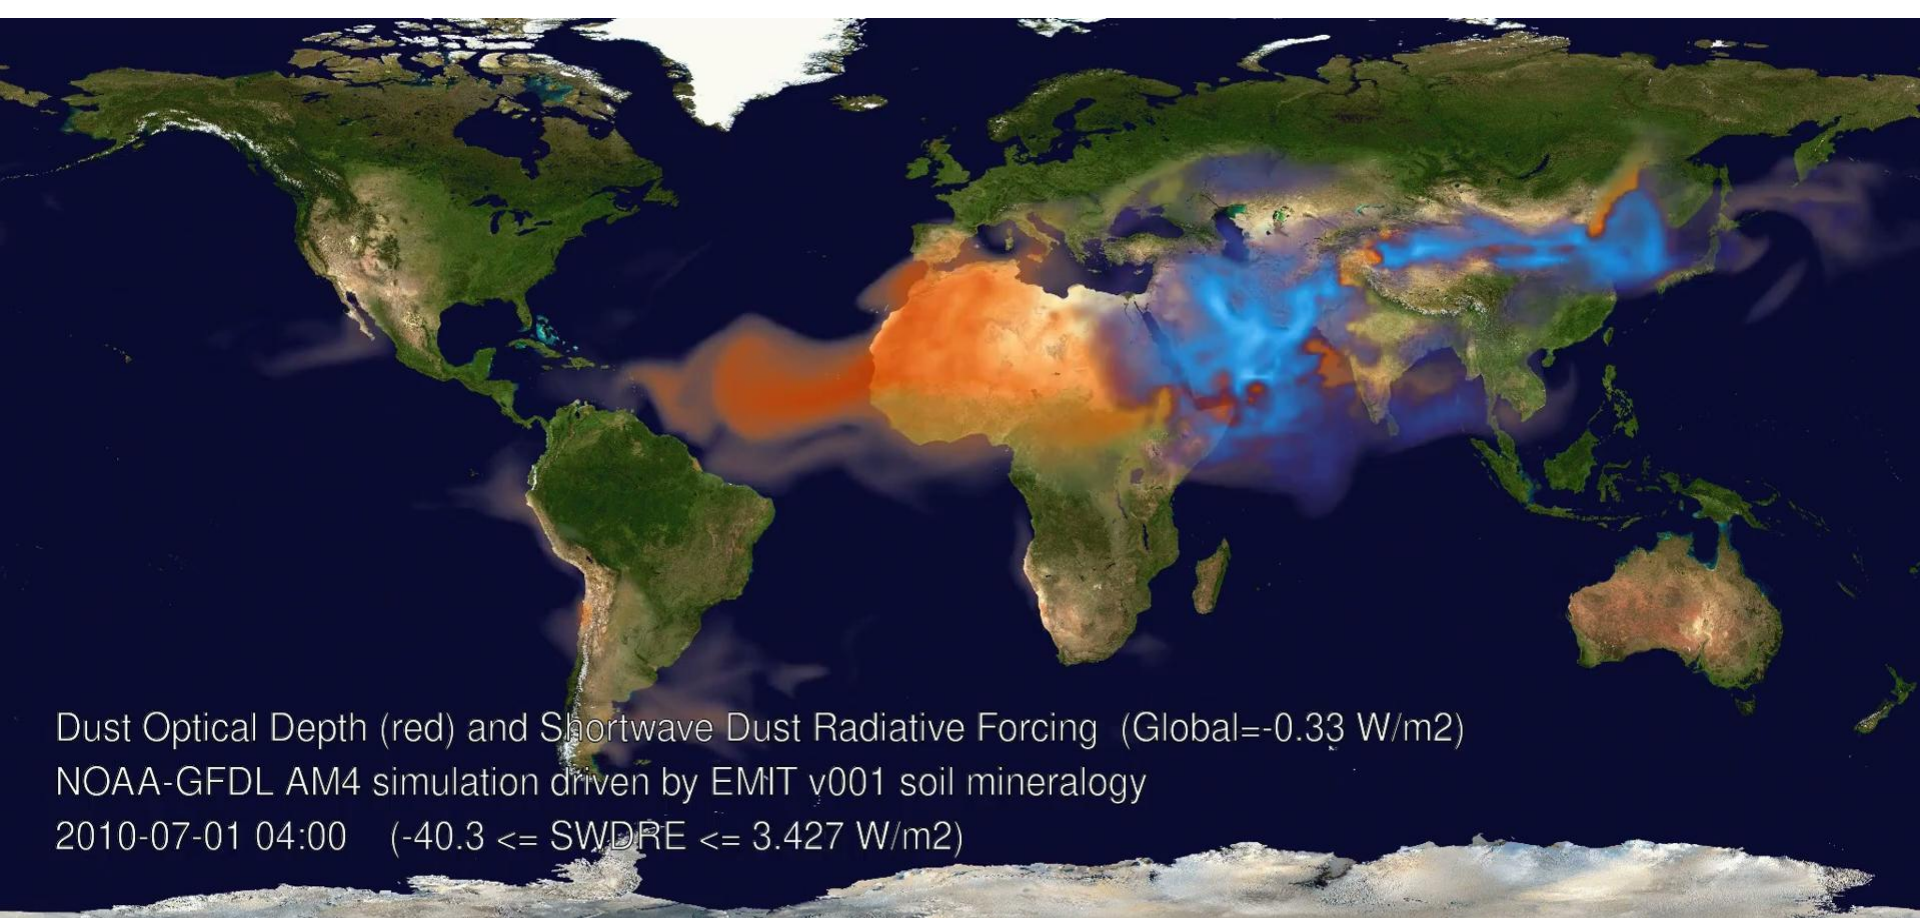 Dust Optical Depth (red) and Shortwave Dust Radiative Forcing (Global=-0.33 W/m2)
NOAA-GFDL AM4 simulation driven by EMIT v001 soil mineralogy
2010-07-01 04:00 (-40.3 <= SWDRE <= 3.427 W/m2)